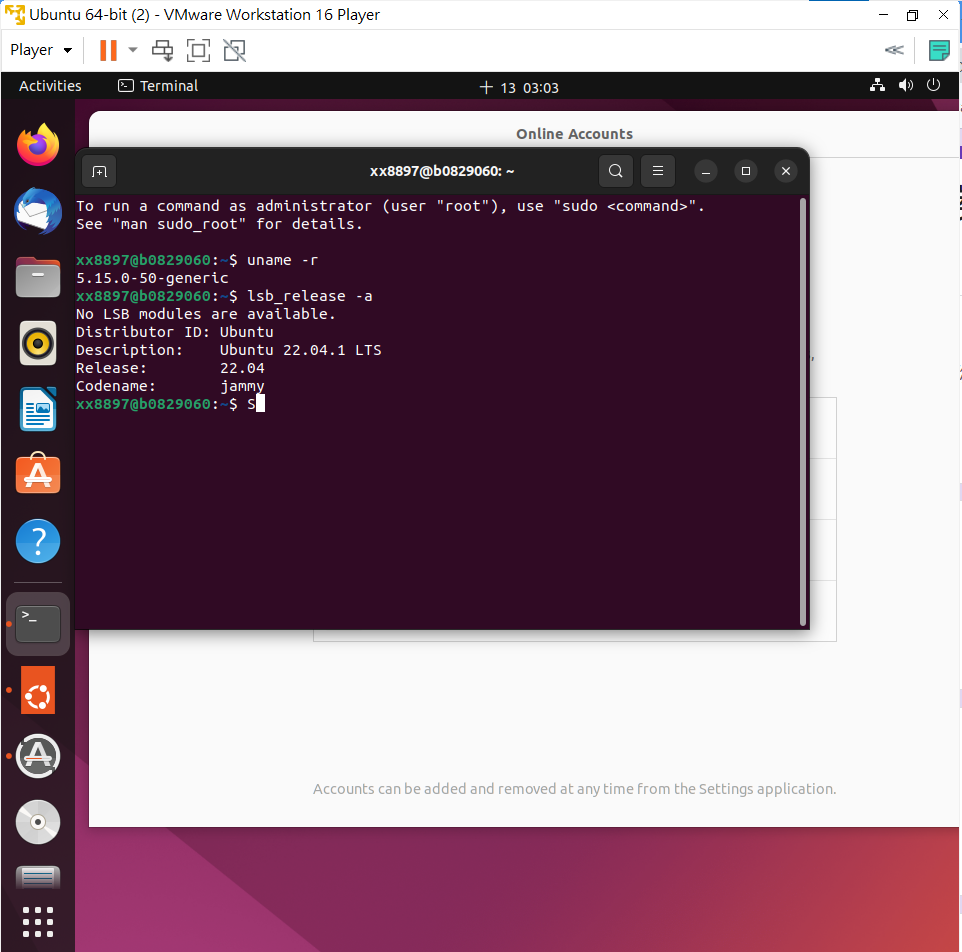 Ubuntu 64-bit (2) - VMware Workstation 16 Player
Player
Activities
Terminal
十 13 03:03
Online Accounts
xx8897@b0829060: ~
To run a command as administrator (user "root"), use "sudo <command>".
See "man sudo_root" for details.
xx8897@b0829060:~$ uname -r
5.15.0-50-generic
xx8897@b0829060:~$ lsb_release -a
No LSB modules are available.
Distributor ID: Ubuntu
Description: Ubuntu 22.04.1 LTS
Release: 22.04
Codename: jammy
xx8897@b0829060:~$ S
Accounts can be added and removed at any time from the Settings application.